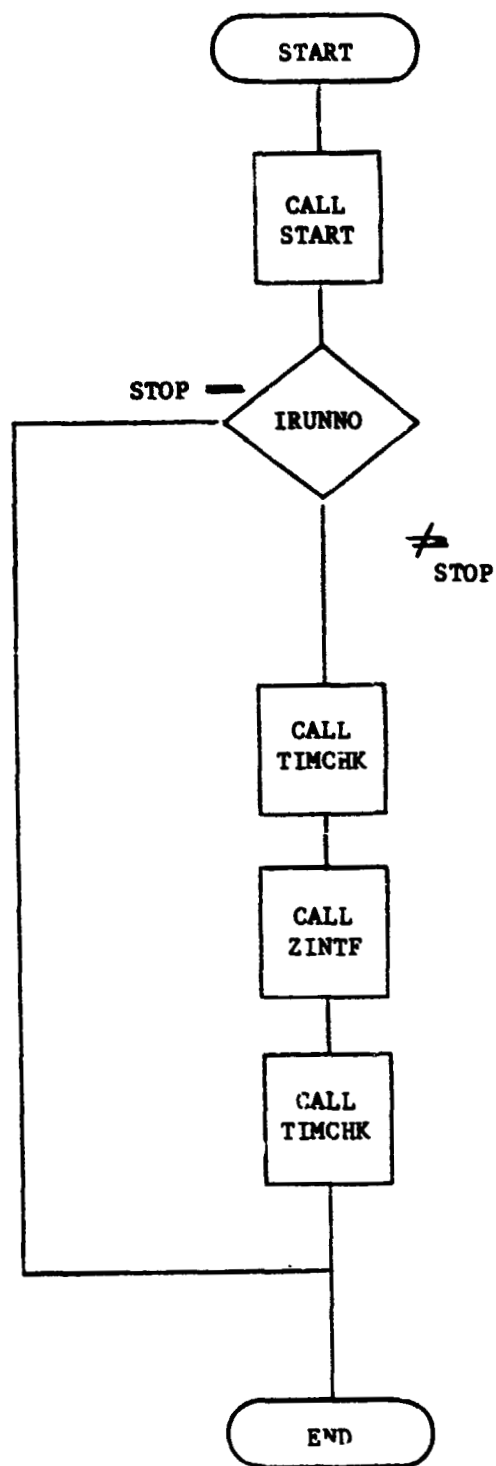 START
CALL
START
STOP =
IRUNNO
≠
STOP
CALL
TIMCHK
CALL
ZINTF
CALL
TIMCHK
END